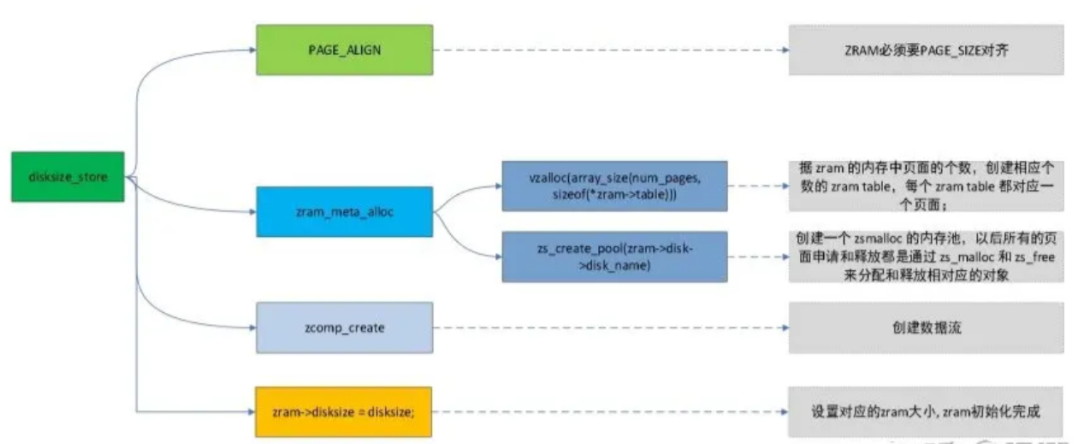 PAGE_ALIGN
ZRAM必须要PAGE_SIZE对齐
disksize_store
zram_meta_alloc
vzalloc(array_size(num_pages,
sizeof(*zram->table)))
据 zram 的内存中页面的个数，创建相应个
数的 zram table，每个 zram table 都对应一
个页面；
zs_create_pool(zram->disk-
>disk_name)
创建一个 zsmalloc 的内存池，以后所有的页
面申请和释放都是通过 zs_malloc 和 zs_free
来分配和释放相对应的对象
zcomp_create
创建数据流
zram->disksize = disksize;
设置对应的zram大小, zram初始化完成